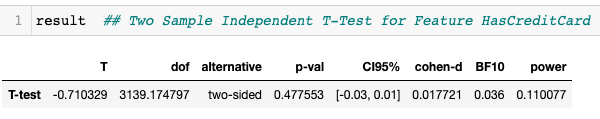 1 result ## Two Sample Independent T-Test for Feature HasCreditCard
T dof alternative p-val CI95% cohen-d BF10 power
T-test -0.710329 3139.174797 two-sided 0.477553 [-0.03, 0.01] 0.017721 0.036 0.110077